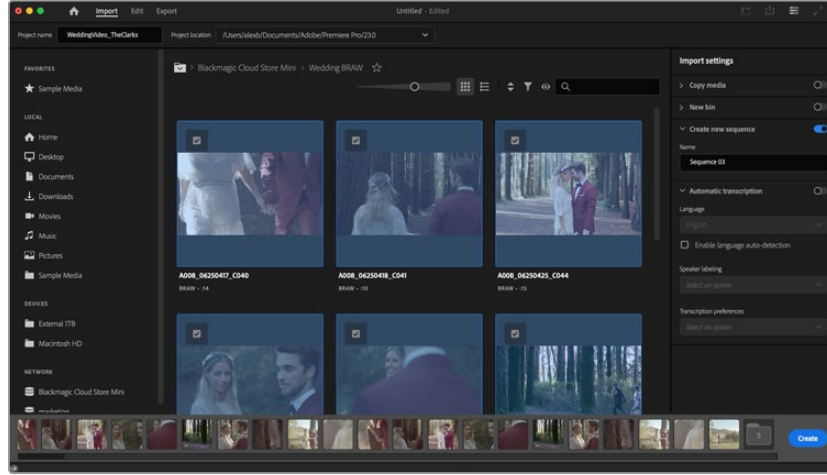 Import Edit Export
Untitled - Edited
Project name WeddingVideo_TheClarks Project location /Users/alexb/Documents/Adobe/Premiere Pro/23.0
FAVORITES
Sample Media
LOCAL
Home
Desktop
Documents
Downloads
Movies
Music
Pictures
Sample Media
DEVICES
External 1TB
Macintosh HD
NETWORK
Blackmagic Cloud Store Mini
marketing
Blackmagic Cloud Store Mini > Wedding BRAW
A008_06250417_C040
BRAW - :14
A008_06250418_C041
BRAW - :10
A008_06250425_C044
BRAW - :15
Import settings
Copy media
New bin
Create new sequence
Name
Sequence 03
Automatic transcription
Language
English
Enable language auto-detection
Speaker labeling
Select an option
Transcription preferences
Select an option
Create